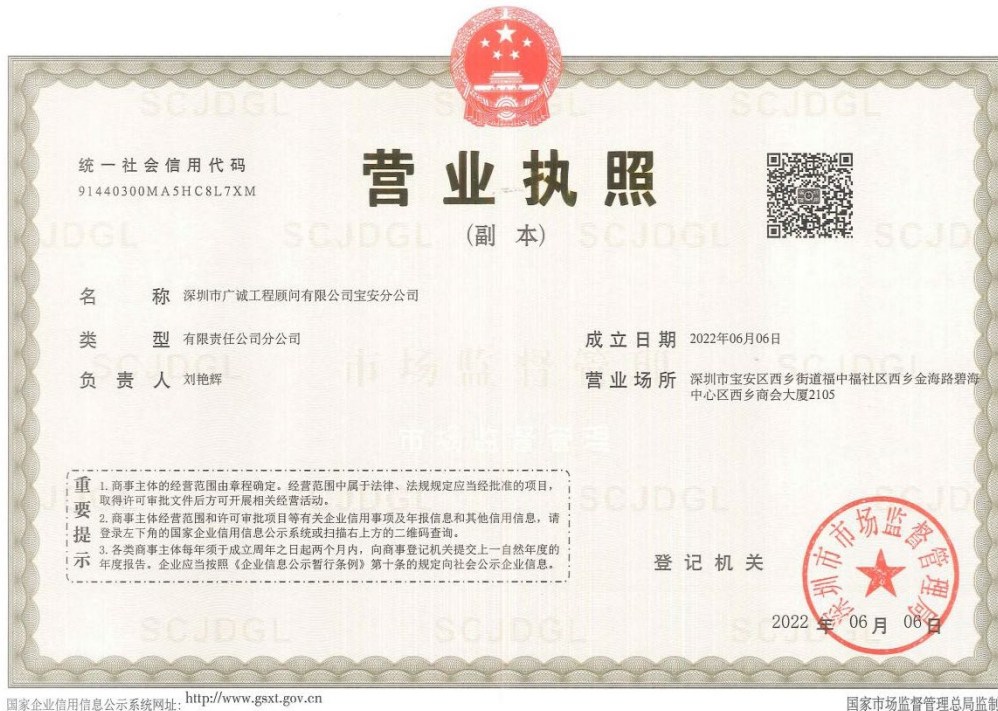 统一社会信用代码
91440300MA5HC8L7XM
营业执照
(副 本)
名 称 深圳市广诚工程顾问有限公司宝安分公司
类 型 有限责任公司分公司
负 责 人 刘艳辉
成 立 日 期 2022年06月06日
营 业 场 所 深圳市宝安区西乡街道福中福社区西乡金海路碧海
中心区西乡商会大厦2105
重要提示
1. 商事主体的经营范围由章程确定。经营范围中属于法律、法规规定应当经批准的项目，
取得许可审批文件后方可开展相关经营活动。
2. 商事主体经营范围和许可审批项目等有关企业信用事项及年报信息和其他信用信息，请
登录左下角的国家企业信用信息公示系统或扫描右上方的二维码查询。
3. 各类商事主体每年须于成立周年之日起两个月内，向商事登记机关提交上一自然年度的
年度报告。企业应当按照《企业信息公示暂行条例》第十条的规定向社会公示企业信息。
登 记 机 关
深圳市市场监督管理局
2022 年 06 月 06 日
SCJDGL
市场监督管理
国家企业信用信息公示系统网址: http://www.gsxt.gov.cn
国家市场监督管理总局监制